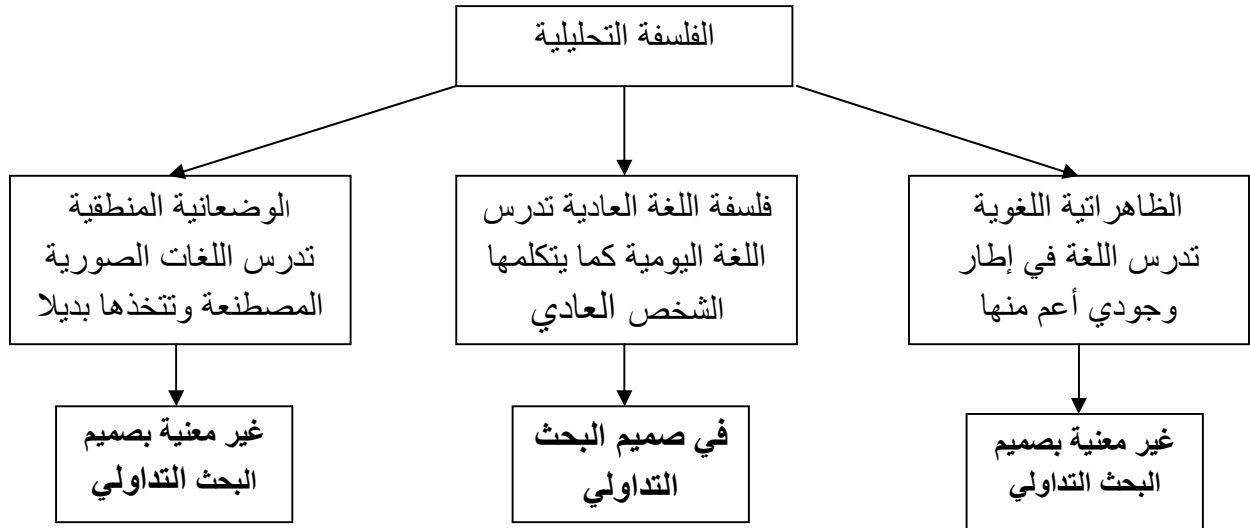 الفلسفة التحليلية
الظاهراتية اللغوية
تدرس اللغة في إطار
وجودي أعم منها
فلسفة اللغة العادية تدرس
اللغة اليومية كما يتكلمها
الشخص العادي
الوضعانية المنطقية
تدرس اللغات الصورية
المصطنعة وتتخذها بديلا
غير معنية بصميم
البحث التداولي
في صميم البحث
التداولي
غير معنية بصميم
البحث التداولي